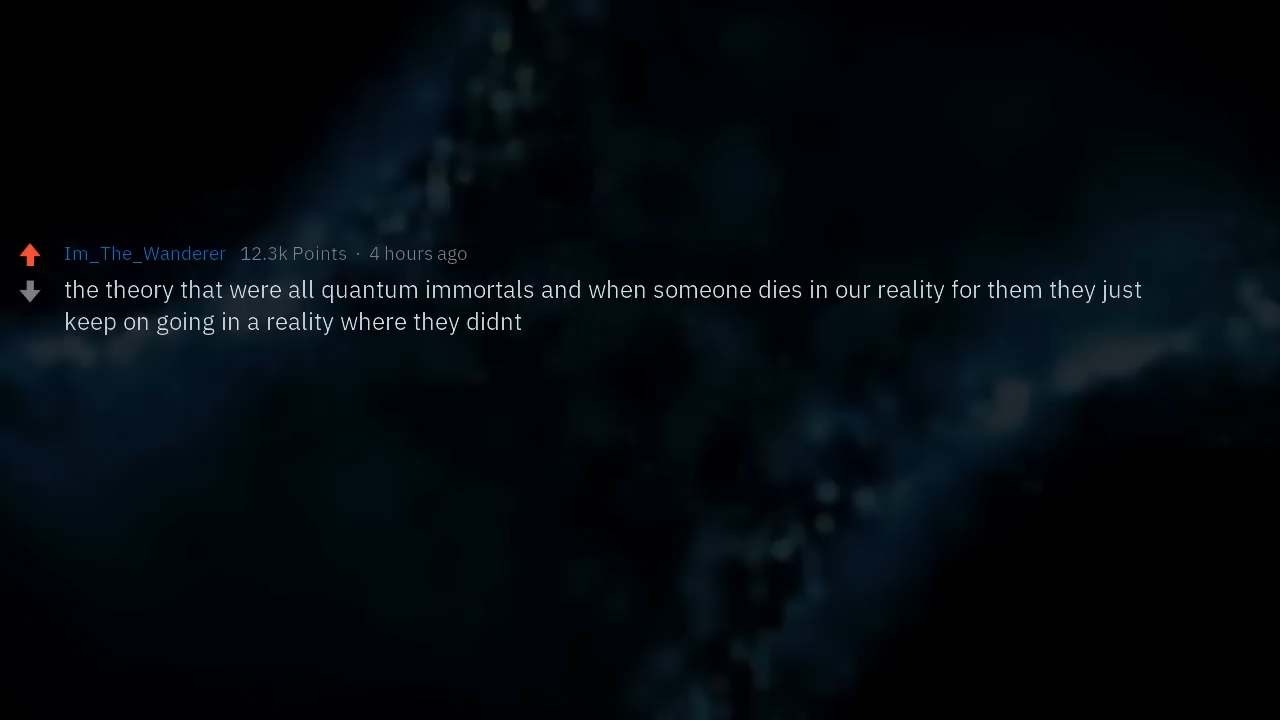 Im_The_Wanderer 12.3k Points · 4 hours ago
the theory that were all quantum immortals and when someone dies in our reality for them they just
keep on going in a reality where they didnt